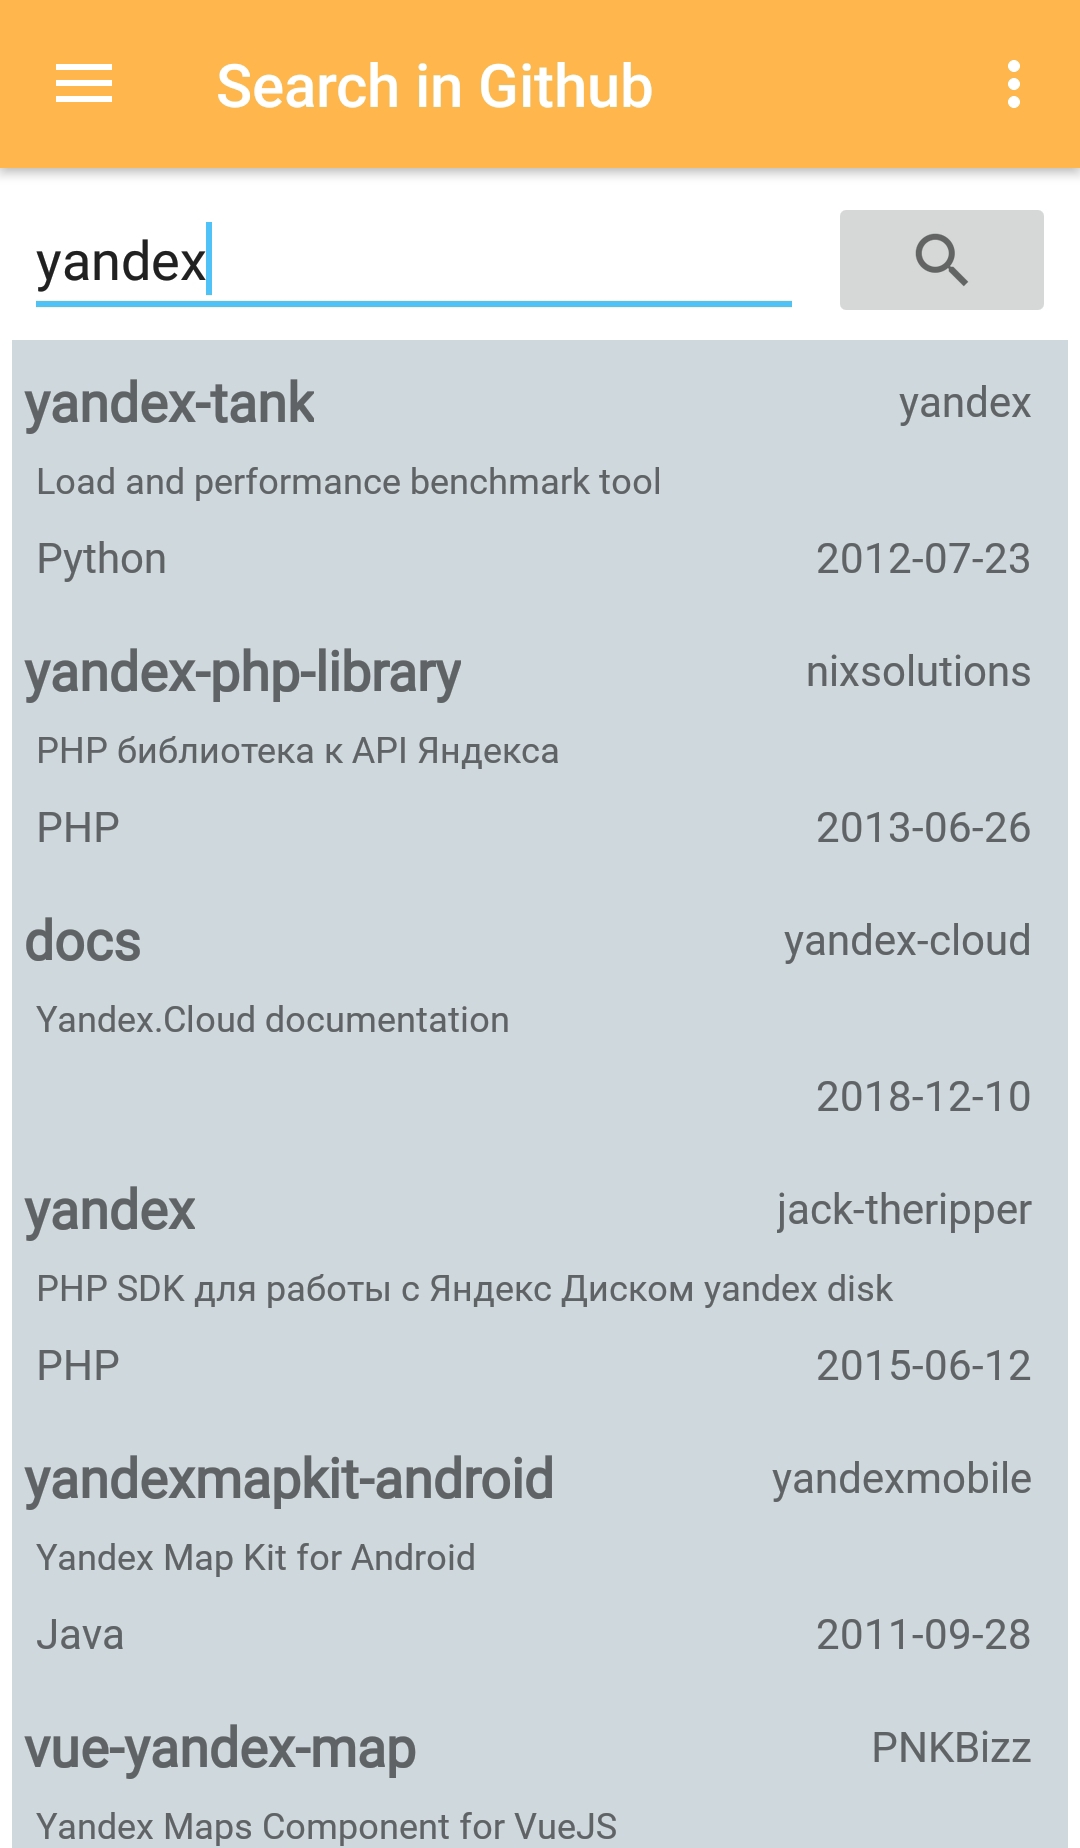 Search in Github
yandex
yandex-tank yandex
Load and performance benchmark tool
Python 2012-07-23
yandex-php-library nixsolutions
PHP библиотека к API Яндекса
PHP 2013-06-26
docs yandex-cloud
Yandex.Cloud documentation
2018-12-10
yandex jack-theripper
PHP SDK для работы с Яндекс Диском yandex disk
PHP 2015-06-12
yandexmapkit-android yandexmobile
Yandex Map Kit for Android
Java 2011-09-28
vue-yandex-map PNKBizz
Yandex Maps Component for VueJS